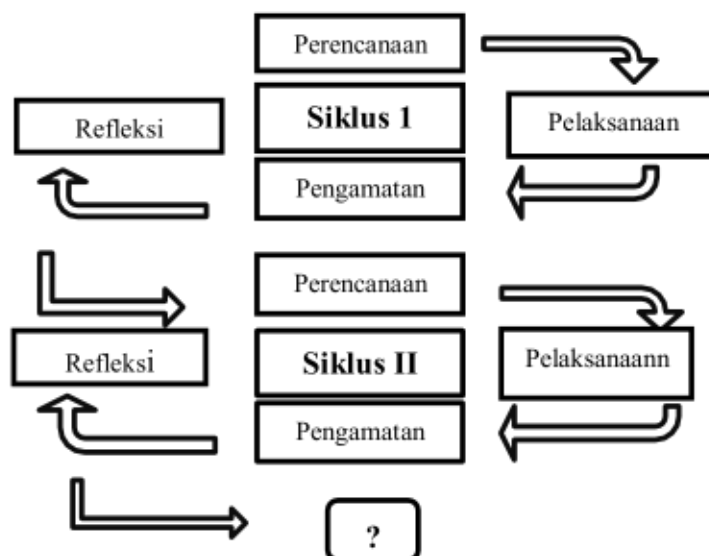 Perencanaan
Refleksi
Siklus 1
Pelaksanaan
Pengamatan
Perencanaan
Refleksi
Siklus II
Pelaksanaann
Pengamatan
?